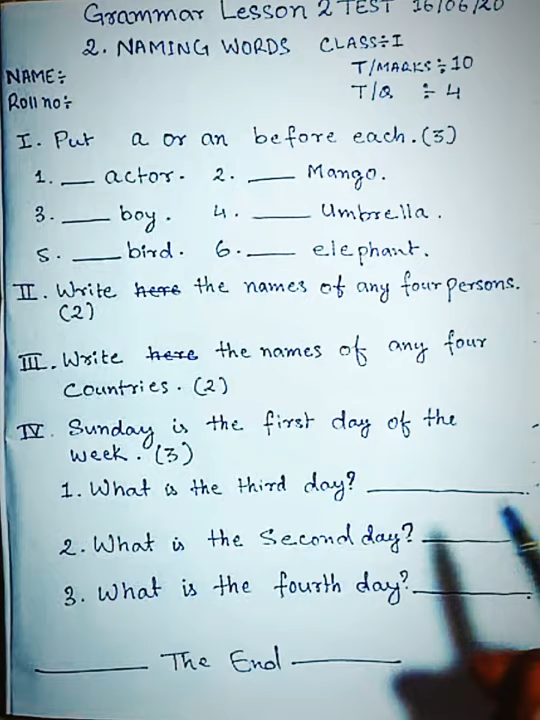 Grammar Lesson 2 TEST 16/06/20
2. NAMING WORDS CLASS:- I
NAME:-
T/MARKS:- 10
Roll no:-
T/Q :- 4
I. Put a or an before each. (3)
1. ___ actor. 2. ___ Mango.
3. ___ boy. 4. ___ Umbrella.
5. ___ bird. 6. ___ elephant.
II. Write here the names of any four persons.
(2)
III. Write here the names of any four
Countries. (2)
IV. Sunday is the first day of the
week. (3)
1. What is the third day? ___.
2. What is the Second day? ___
3. What is the fourth day? ___.
___ The End ___